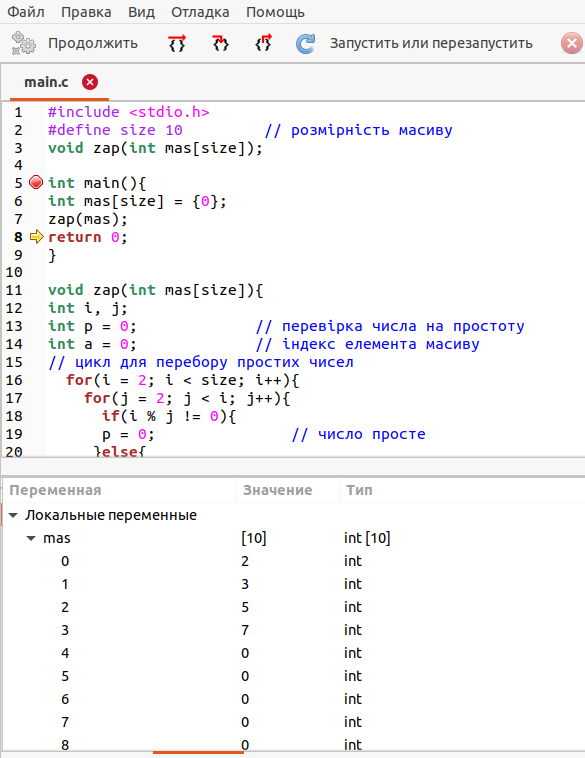 Файл Правка Вид Отладка Помощь
Продолжить {} {} {} Запустить или перезапустить
main.c
1 #include <stdio.h>
2 #define size 10 // розмірність масиву
3 void zap(int mas[size]);
4
5 int main(){
6 int mas[size] = {0};
7 zap(mas);
8 return 0;
9 }
10
11 void zap(int mas[size]){
12 int i, j;
13 int p = 0; // перевірка числа на простоту
14 int a = 0; // індекс елемента масиву
15 // цикл для перебору простих чисел
16 for(i = 2; i < size; i++){
17 for(j = 2; j < i; j++){
18 if(i % j != 0){
19 p = 0; // число просте
20 }else{
Переменная Значение Тип
Локальные переменные
mas [10] int [10]
0 2 int
1 3 int
2 5 int
3 7 int
4 0 int
5 0 int
6 0 int
7 0 int
8 0 int